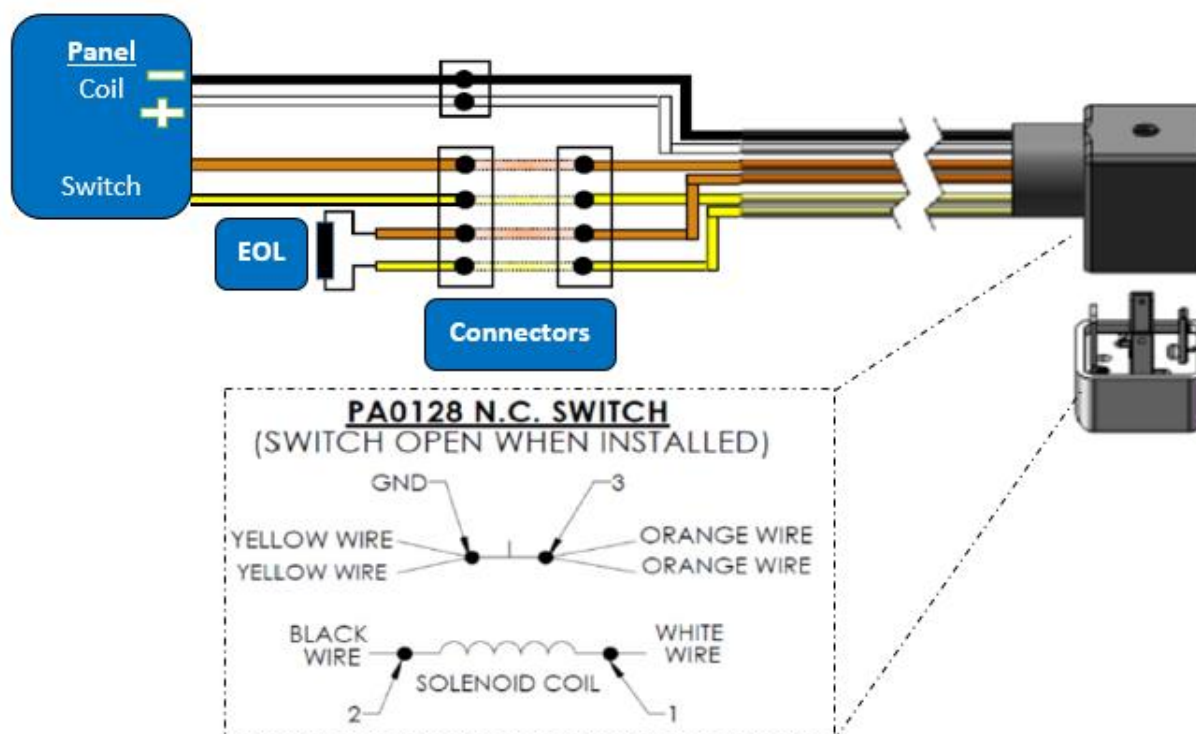 Panel
Coil
−
+
Switch
EOL
Connectors
PA0128 N.C. SWITCH
(SWITCH OPEN WHEN INSTALLED)
GND
3
YELLOW WIRE
ORANGE WIRE
YELLOW WIRE
ORANGE WIRE
BLACK
WIRE
WHITE
WIRE
SOLENOID COIL
2
1